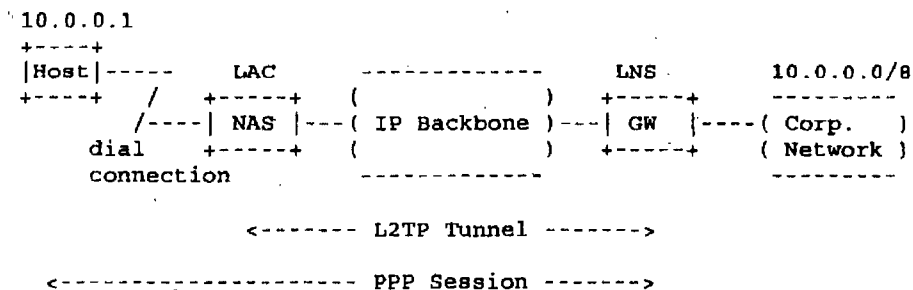 10.0.0.1
+----+
|Host|----- LAC ------------- LNS 10.0.0.0/8
+----+ / +-----+ ( ) +-----+ ---------
/----| NAS |---( IP Backbone )---| GW |----( Corp. )
dial +-----+ ( ) +-----+ ( Network )
connection ------------- ---------
<------- L2TP Tunnel ------->
<--------------------- PPP Session ------->